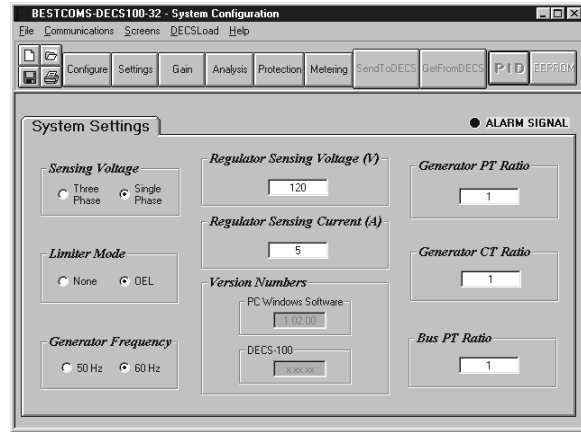 BESTCOMS-DECS100-32 - System Configuration
File Communications Screens DECSLoad Help
Configure Settings Gain Analysis Protection Metering SendToDECS GetFromDECS PID EEPROM
System Settings
ALARM SIGNAL
Sensing Voltage
Three Phase
Single Phase
Regulator Sensing Voltage (V)
120
Generator PT Ratio
1
Regulator Sensing Current (A)
5
Limiter Mode
None OEL
Generator CT Ratio
1
Version Numbers
PC Windows Software
1.02.00
DECS-100
x.xx.xx
Generator Frequency
50 Hz 60 Hz
Bus PT Ratio
1